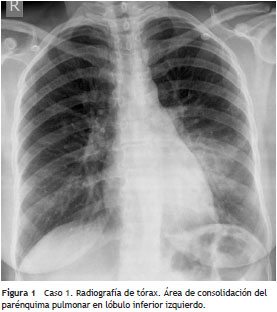 R
Figura 1 Caso 1. Radiografía de tórax. Área de consolidación del
parénquima pulmonar en lóbulo inferior izquierdo.